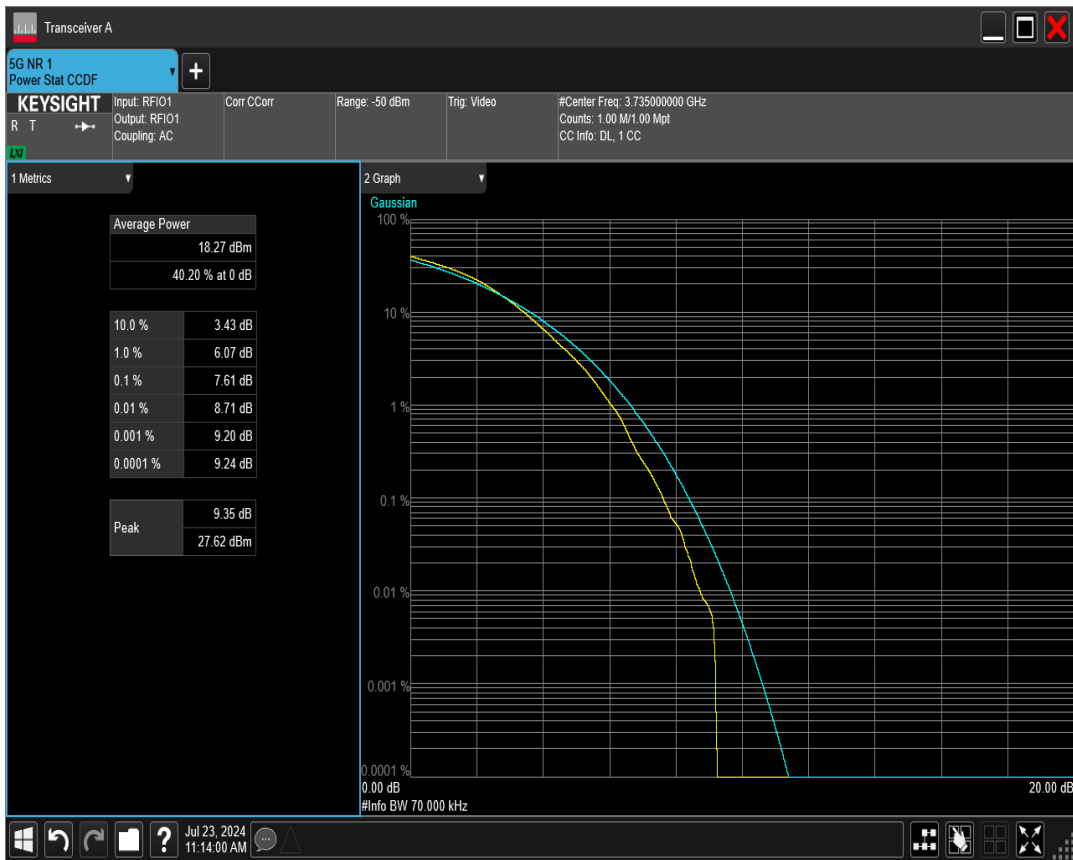 Transceiver A
5G NR 1
Power Stat CCDF
+
KEYSIGHT
R T
LXI
Input: RFIO1
Output: RFIO1
Coupling: AC
Corr CCorr
Range: -50 dBm
Trig: Video
#Center Freq: 3.735000000 GHz
Counts: 1.00 M/1.00 Mpt
CC Info: DL, 1 CC
1 Metrics
Average Power
18.27 dBm
40.20 % at 0 dB
10.0 % 3.43 dB
1.0 % 6.07 dB
0.1 % 7.61 dB
0.01 % 8.71 dB
0.001 % 9.20 dB
0.0001 % 9.24 dB
Peak
9.35 dB
27.62 dBm
2 Graph
Gaussian
100 %
10 %
1 %
0.1 %
0.01 %
0.001 %
0.0001 %
0.00 dB 20.00 dB
#Info BW 70.000 kHz
?
Jul 23, 2024
11:14:00 AM